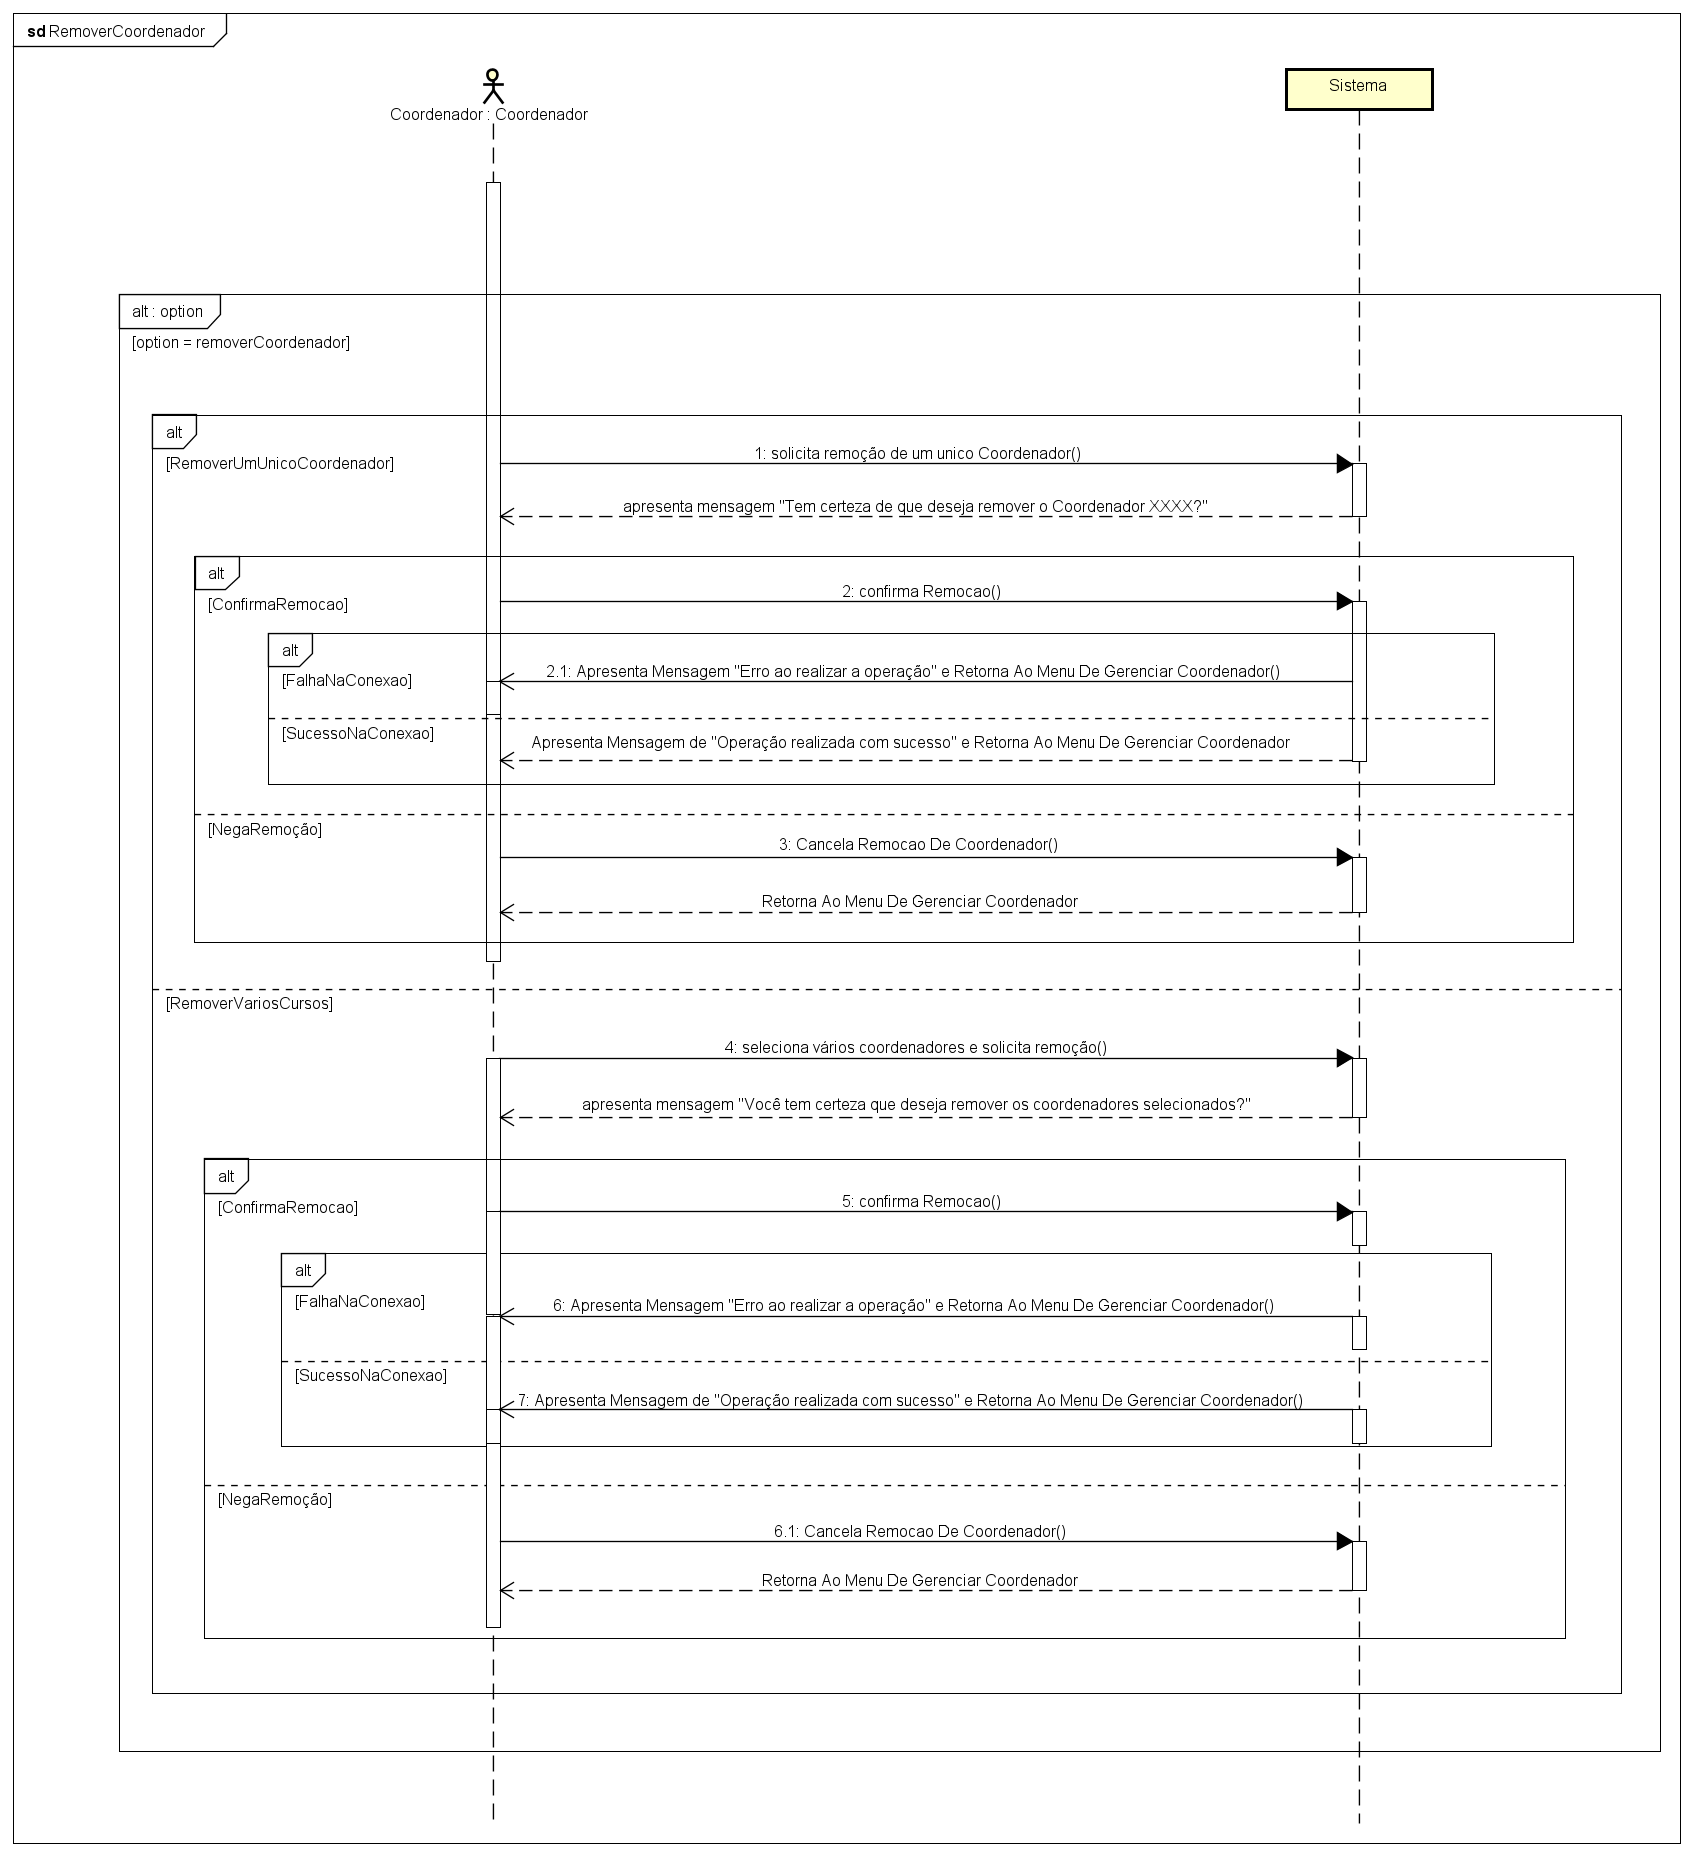 sd RemoverCoordenador
Coordenador : Coordenador
Sistema
alt : option
[option = removerCoordenador]
alt
[RemoverUmUnicoCoordenador]
1: solicita remoção de um unico Coordenador()
apresenta mensagem "Tem certeza de que deseja remover o Coordenador XXXX?"
alt
[ConfirmaRemocao]
2: confirma Remocao()
alt
[FalhaNaConexao]
2.1: Apresenta Mensagem "Erro ao realizar a operação" e Retorna Ao Menu De Gerenciar Coordenador()
[SucessoNaConexao]
Apresenta Mensagem de "Operação realizada com sucesso" e Retorna Ao Menu De Gerenciar Coordenador
[NegaRemoção]
3: Cancela Remocao De Coordenador()
Retorna Ao Menu De Gerenciar Coordenador
[RemoverVariosCursos]
4: seleciona vários coordenadores e solicita remoção()
apresenta mensagem "Você tem certeza que deseja remover os coordenadores selecionados?"
alt
[ConfirmaRemocao]
5: confirma Remocao()
alt
[FalhaNaConexao]
6: Apresenta Mensagem "Erro ao realizar a operação" e Retorna Ao Menu De Gerenciar Coordenador()
[SucessoNaConexao]
7: Apresenta Mensagem de "Operação realizada com sucesso" e Retorna Ao Menu De Gerenciar Coordenador()
[NegaRemoção]
6.1: Cancela Remocao De Coordenador()
Retorna Ao Menu De Gerenciar Coordenador